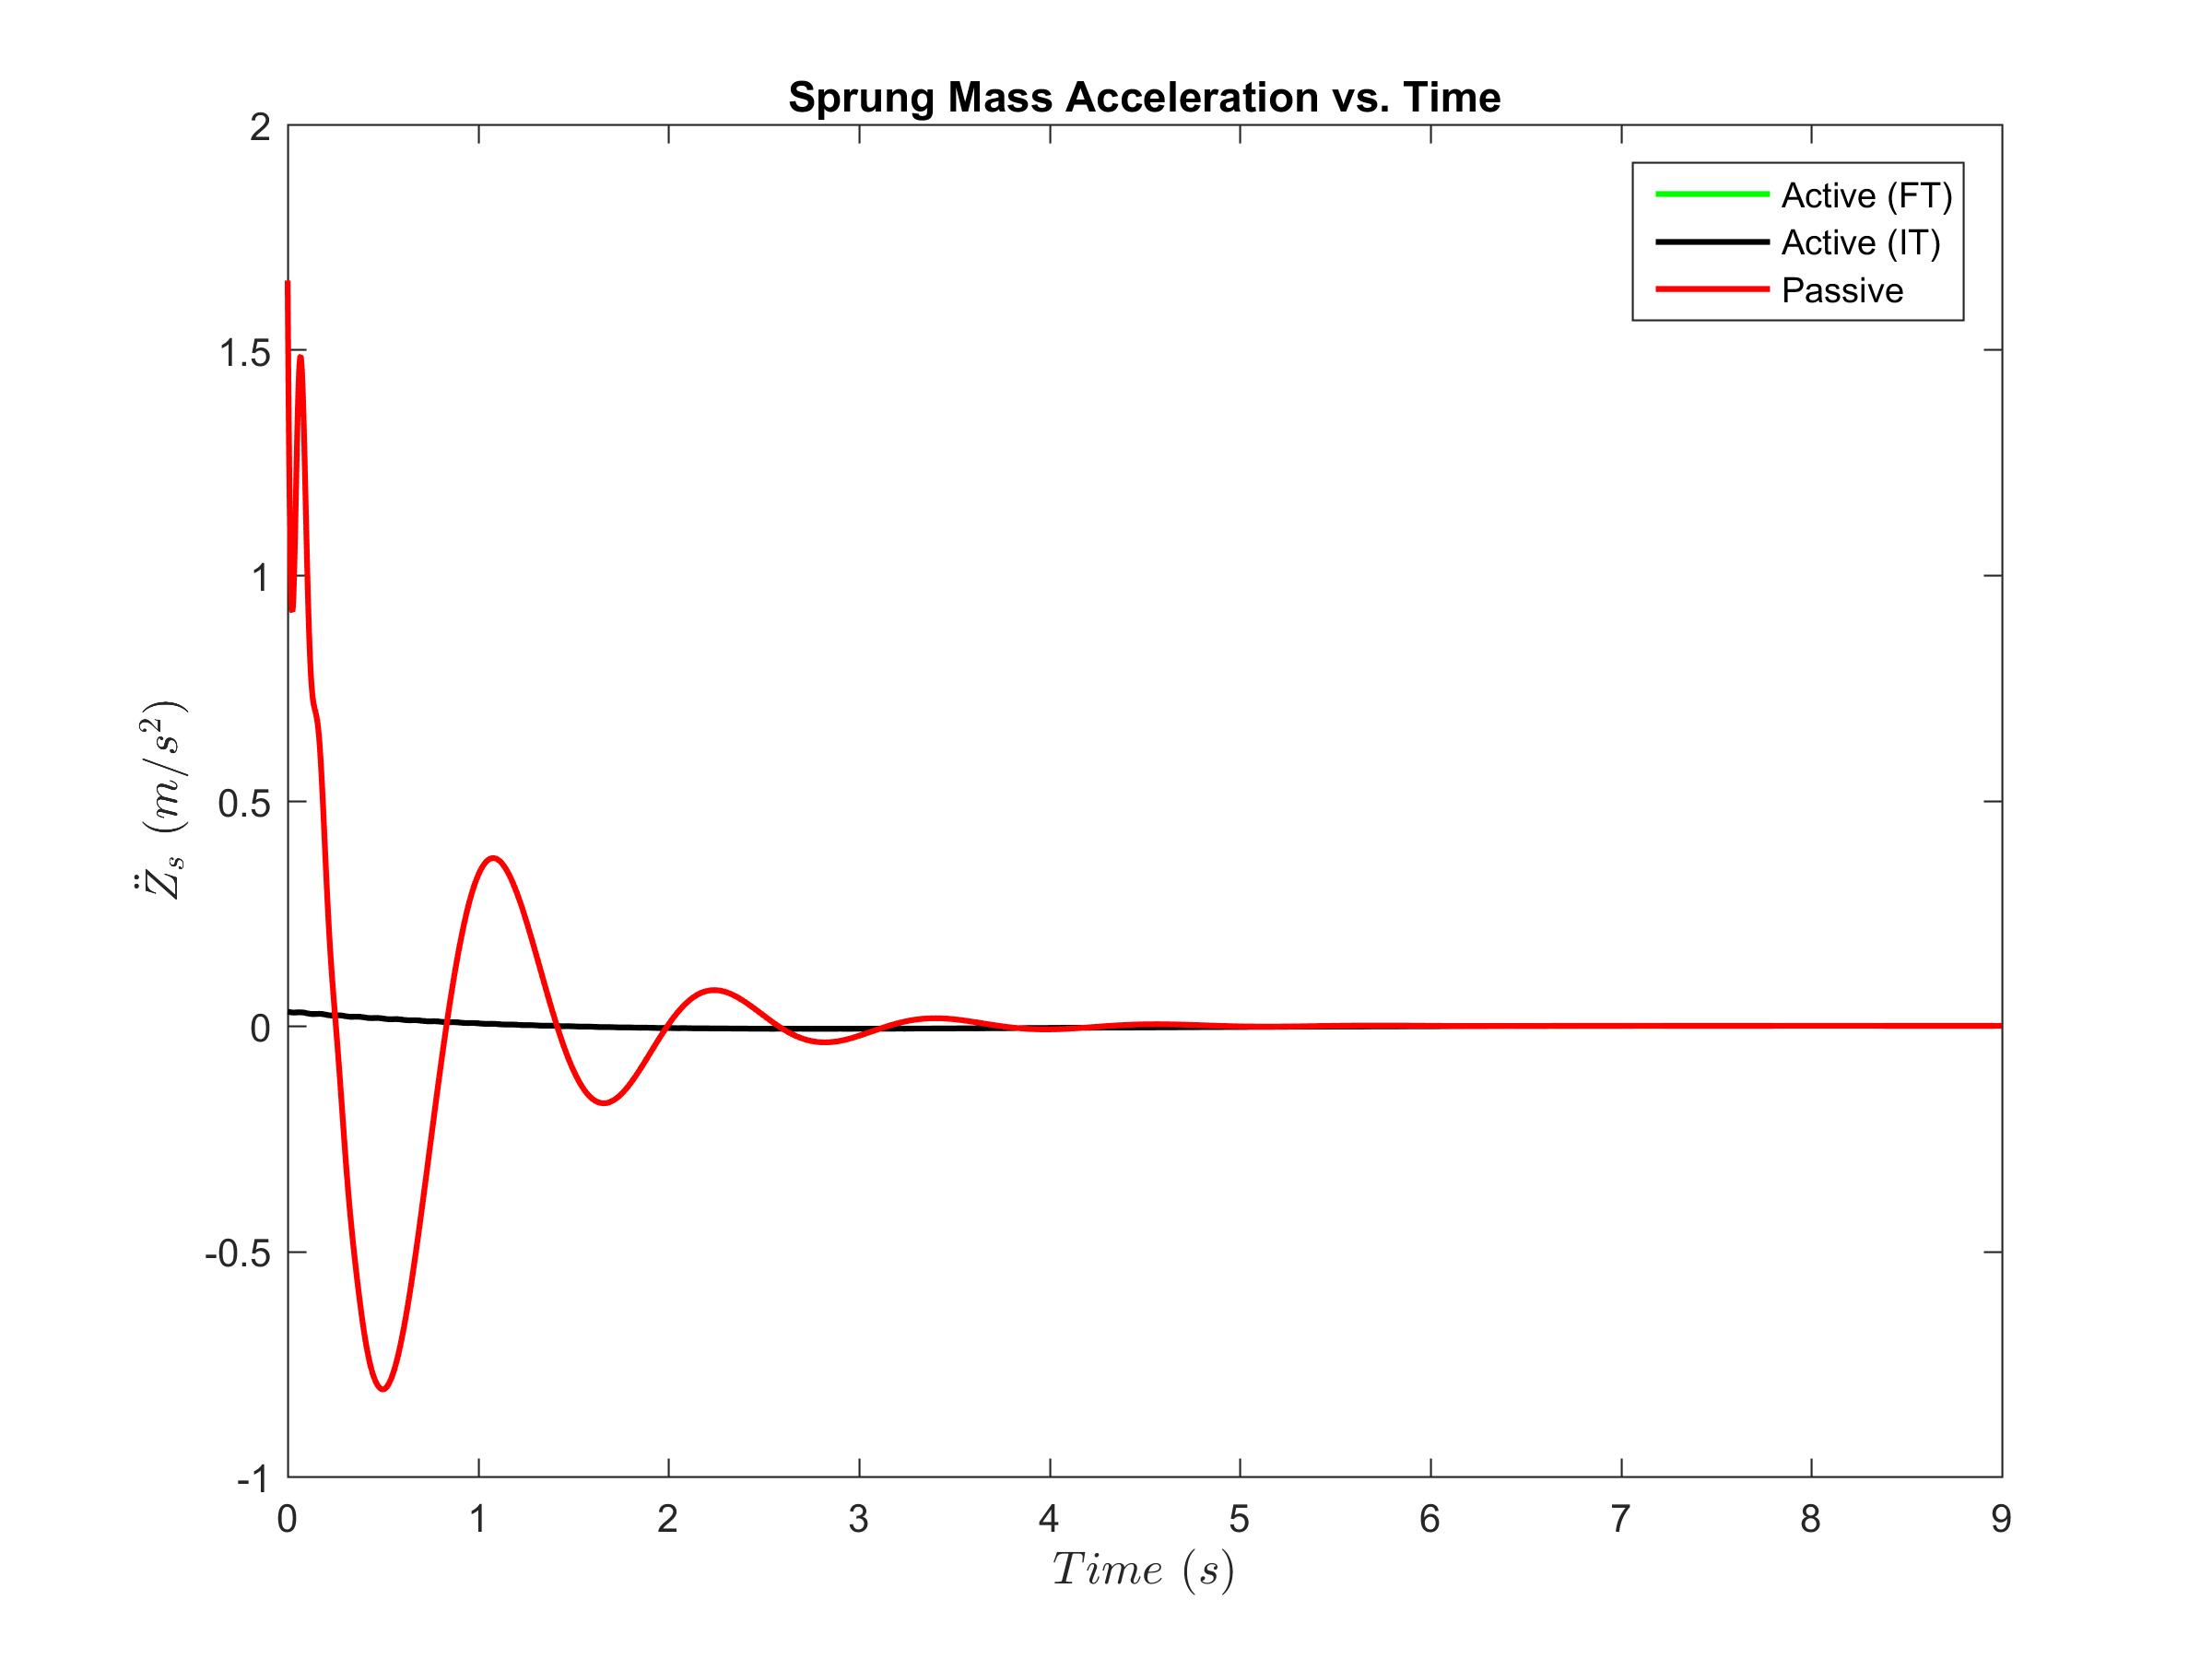 Sprung Mass Acceleration vs. Time
2
1.5
1
0.5
0
-0.5
-1
Z̈ₛ (m/s²)
Active (FT)
Active (IT)
Passive
0 1 2 3 4 5 6 7 8 9
Time (s)